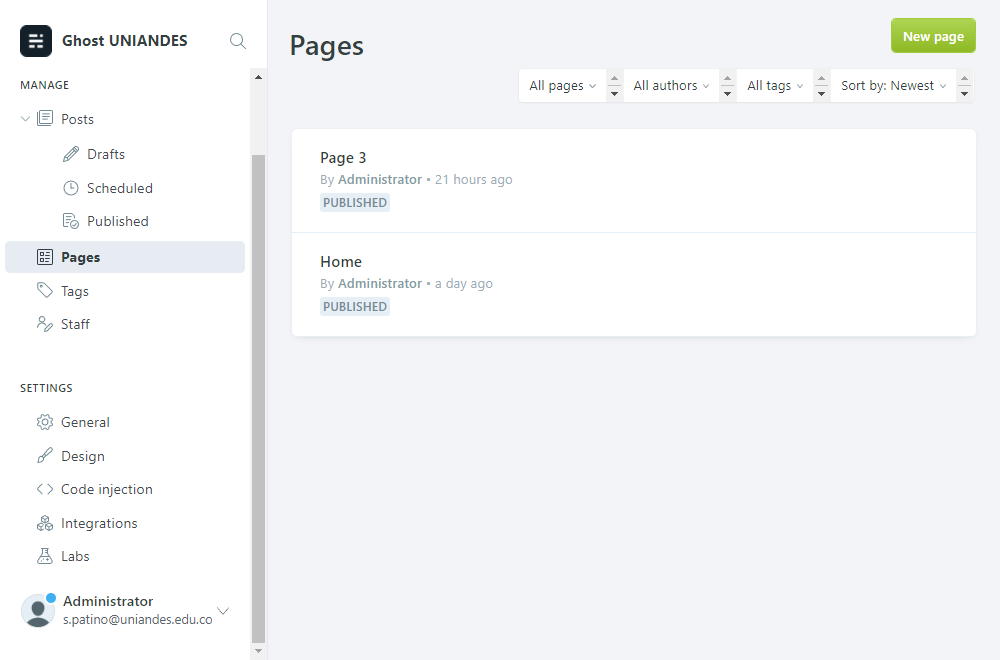 Ghost UNIANDES
MANAGE
Posts
Drafts
Scheduled
Published
Pages
Tags
Staff
SETTINGS
General
Design
Code injection
Integrations
Labs
Administrator
s.patino@uniandes.edu.co
Pages
New page
All pages
All authors
All tags
Sort by: Newest
Page 3
By Administrator • 21 hours ago
PUBLISHED
Home
By Administrator • a day ago
PUBLISHED